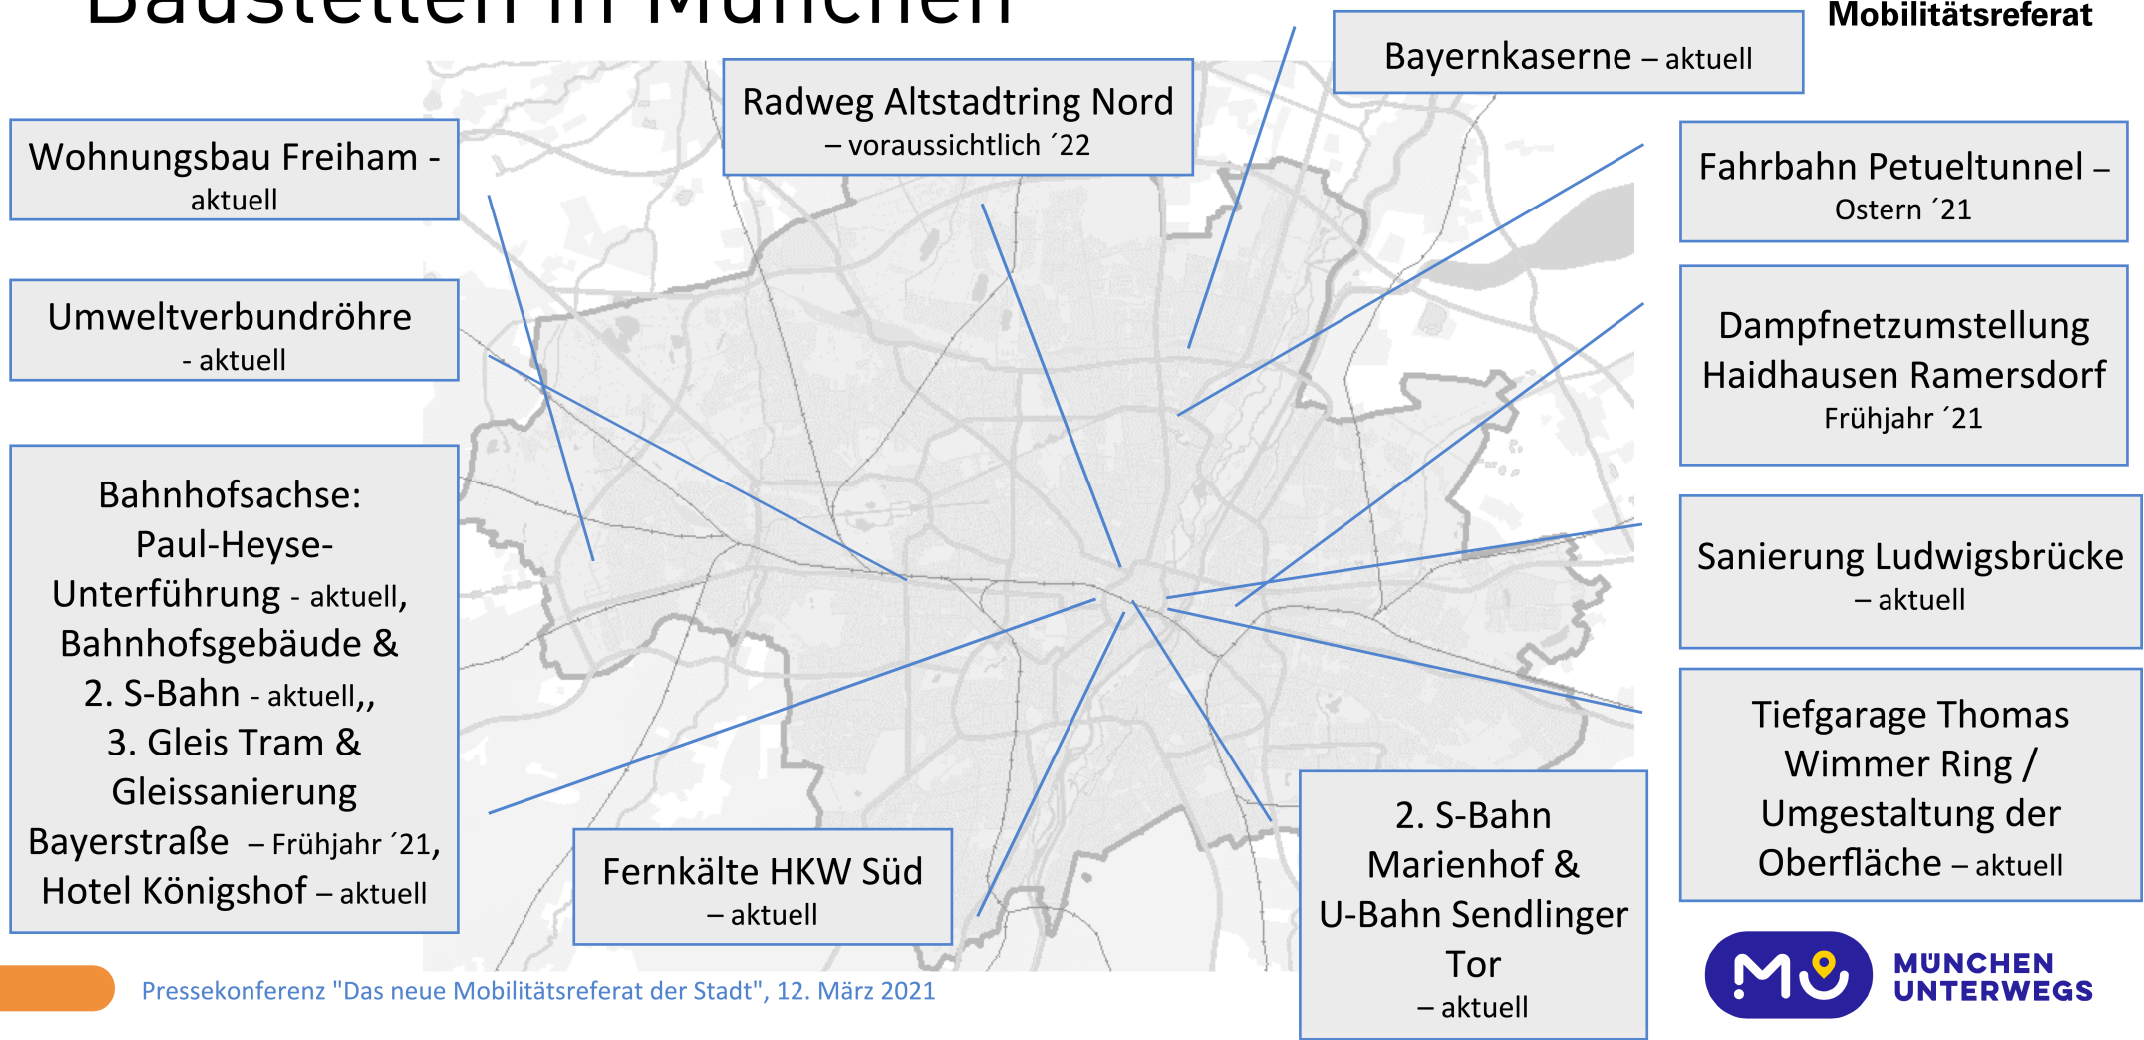 Baustellen in München
Mobilitätsreferat
Bayernkaserne – aktuell
Radweg Altstadtring Nord
– voraussichtlich ´22
Wohnungsbau Freiham -
aktuell
Fahrbahn Petueltunnel –
Ostern ´21
Umweltverbundröhre
- aktuell
Dampfnetzumstellung
Haidhausen Ramersdorf
Frühjahr ´21
Bahnhofsachse:
Paul-Heyse-
Unterführung - aktuell,
Bahnhofsgebäude &
2. S-Bahn - aktuell,,
3. Gleis Tram &
Gleissanierung
Bayerstraße – Frühjahr ´21,
Hotel Königshof – aktuell
Sanierung Ludwigsbrücke
– aktuell
Tiefgarage Thomas
Wimmer Ring /
Umgestaltung der
Oberfläche – aktuell
Fernkälte HKW Süd
– aktuell
2. S-Bahn
Marienhof &
U-Bahn Sendlinger
Tor
– aktuell
Pressekonferenz "Das neue Mobilitätsreferat der Stadt", 12. März 2021
MÜNCHEN
UNTERWEGS